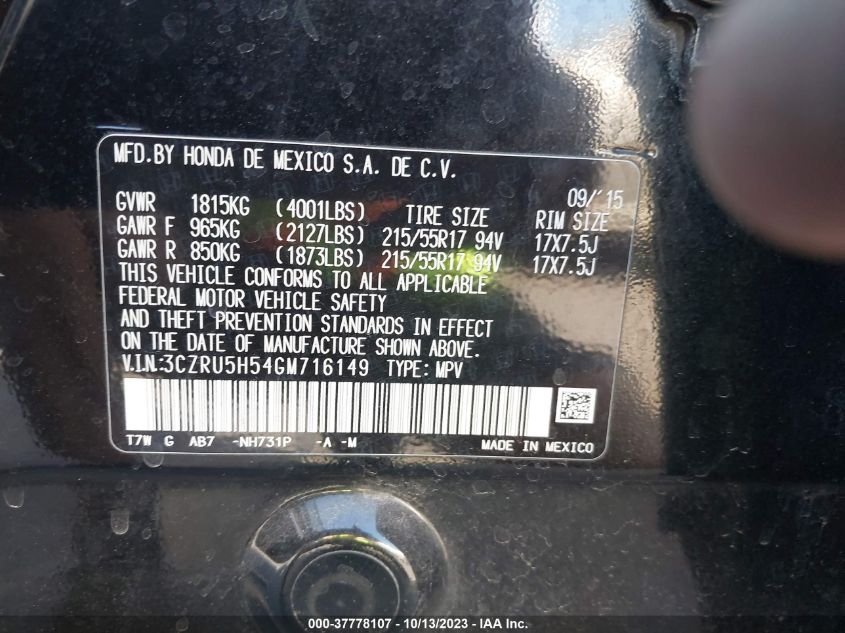 MFD.BY HONDA DE MEXICO S.A. DE C.V.
09/'15
GVWR 1815KG (4001LBS) TIRE SIZE RIM SIZE
GAWR F 965KG (2127LBS) 215/55R17 94V 17X7.5J
GAWR R 850KG (1873LBS) 215/55R17 94V 17X7.5J
THIS VEHICLE CONFORMS TO ALL APPLICABLE
FEDERAL MOTOR VEHICLE SAFETY
AND THEFT PREVENTION STANDARDS IN EFFECT
ON THE DATE OF MANUFACTURE SHOWN ABOVE.
V.I.N:3CZRU5H54GM716149 TYPE: MPV
T7W G AB7 -NH731P -A -M MADE IN MEXICO
000-37778107 - 10/13/2023 - IAA Inc.